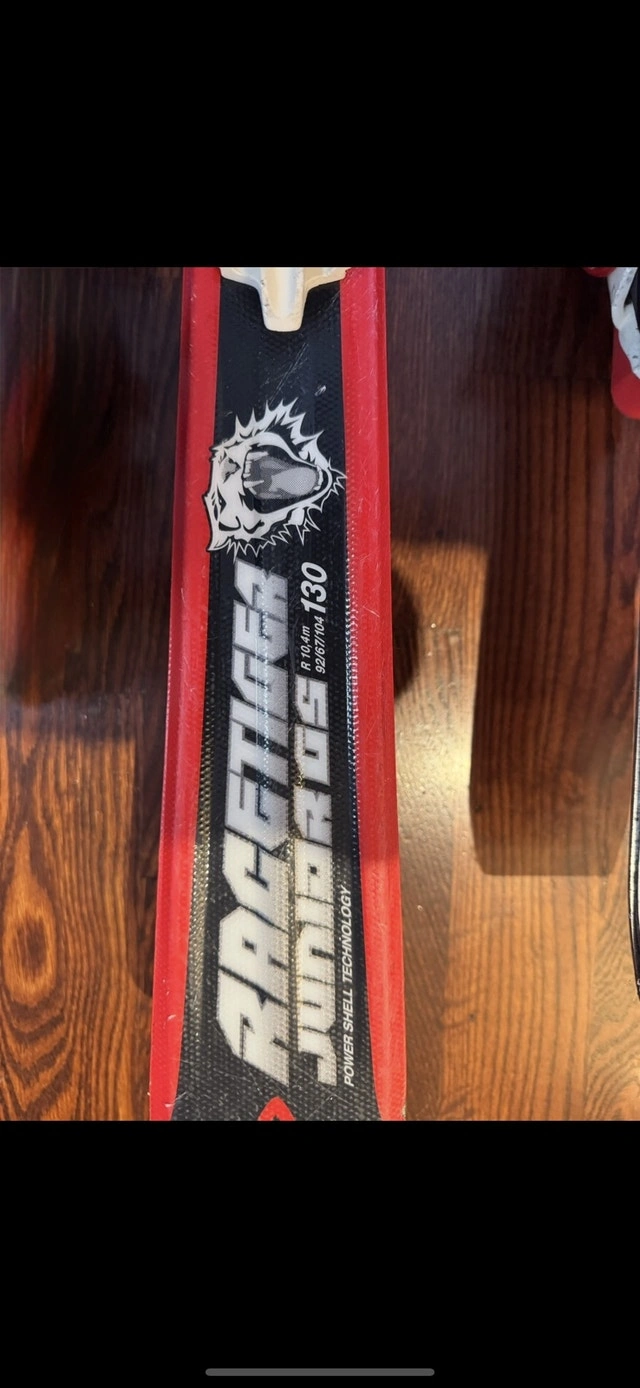 RACETIGER
JUNIOR GS
R 10,4m
92/67/104
130
POWER SHELL TECHNOLOGY